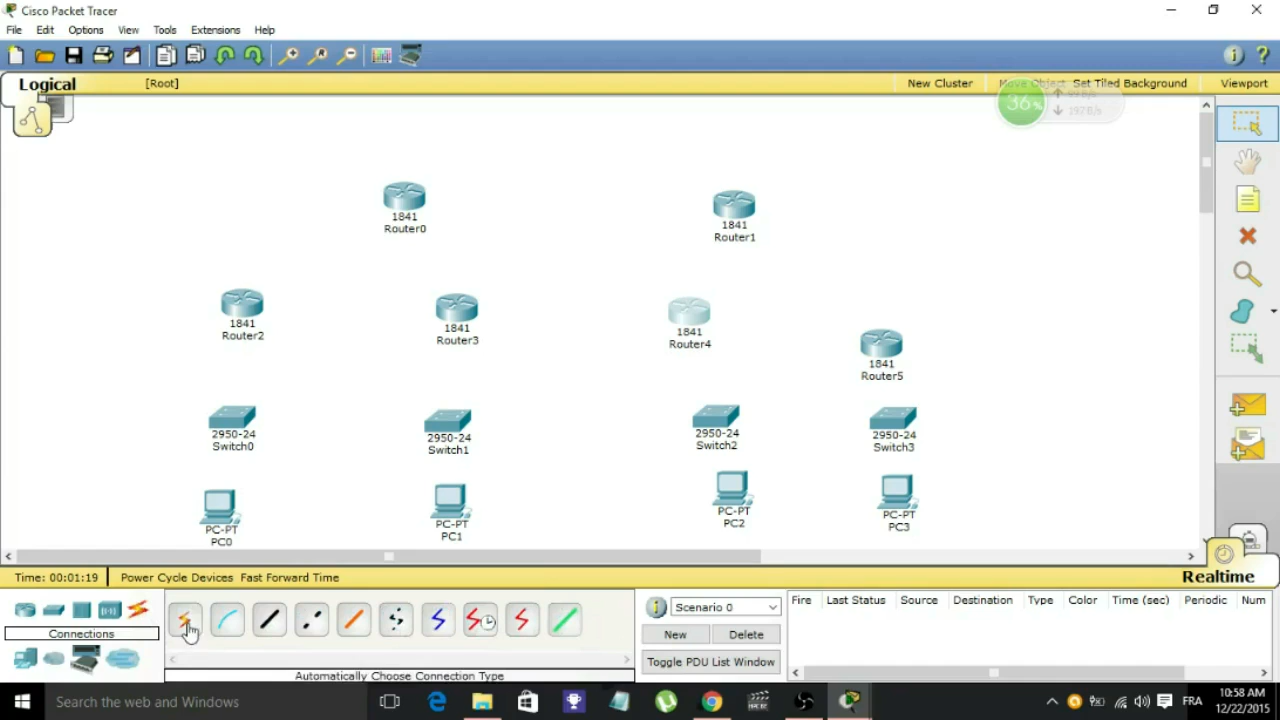 Cisco Packet Tracer
File Edit Options View Tools Extensions Help
Logical [Root] New Cluster Move Object Set Tiled Background Viewport
36%
197 B/s
1841
Router0
1841
Router1
1841
Router2
1841
Router3
1841
Router4
1841
Router5
2950-24
Switch0
2950-24
Switch1
2950-24
Switch2
2950-24
Switch3
PC-PT
PC0
PC-PT
PC1
PC-PT
PC2
PC-PT
PC3
Time: 00:01:19 Power Cycle Devices Fast Forward Time
Realtime
Connections
Automatically Choose Connection Type
Scenario 0
New Delete
Toggle PDU List Window
Fire Last Status Source Destination Type Color Time (sec) Periodic Num
Search the web and Windows
FRA
10:58 AM
12/22/2015